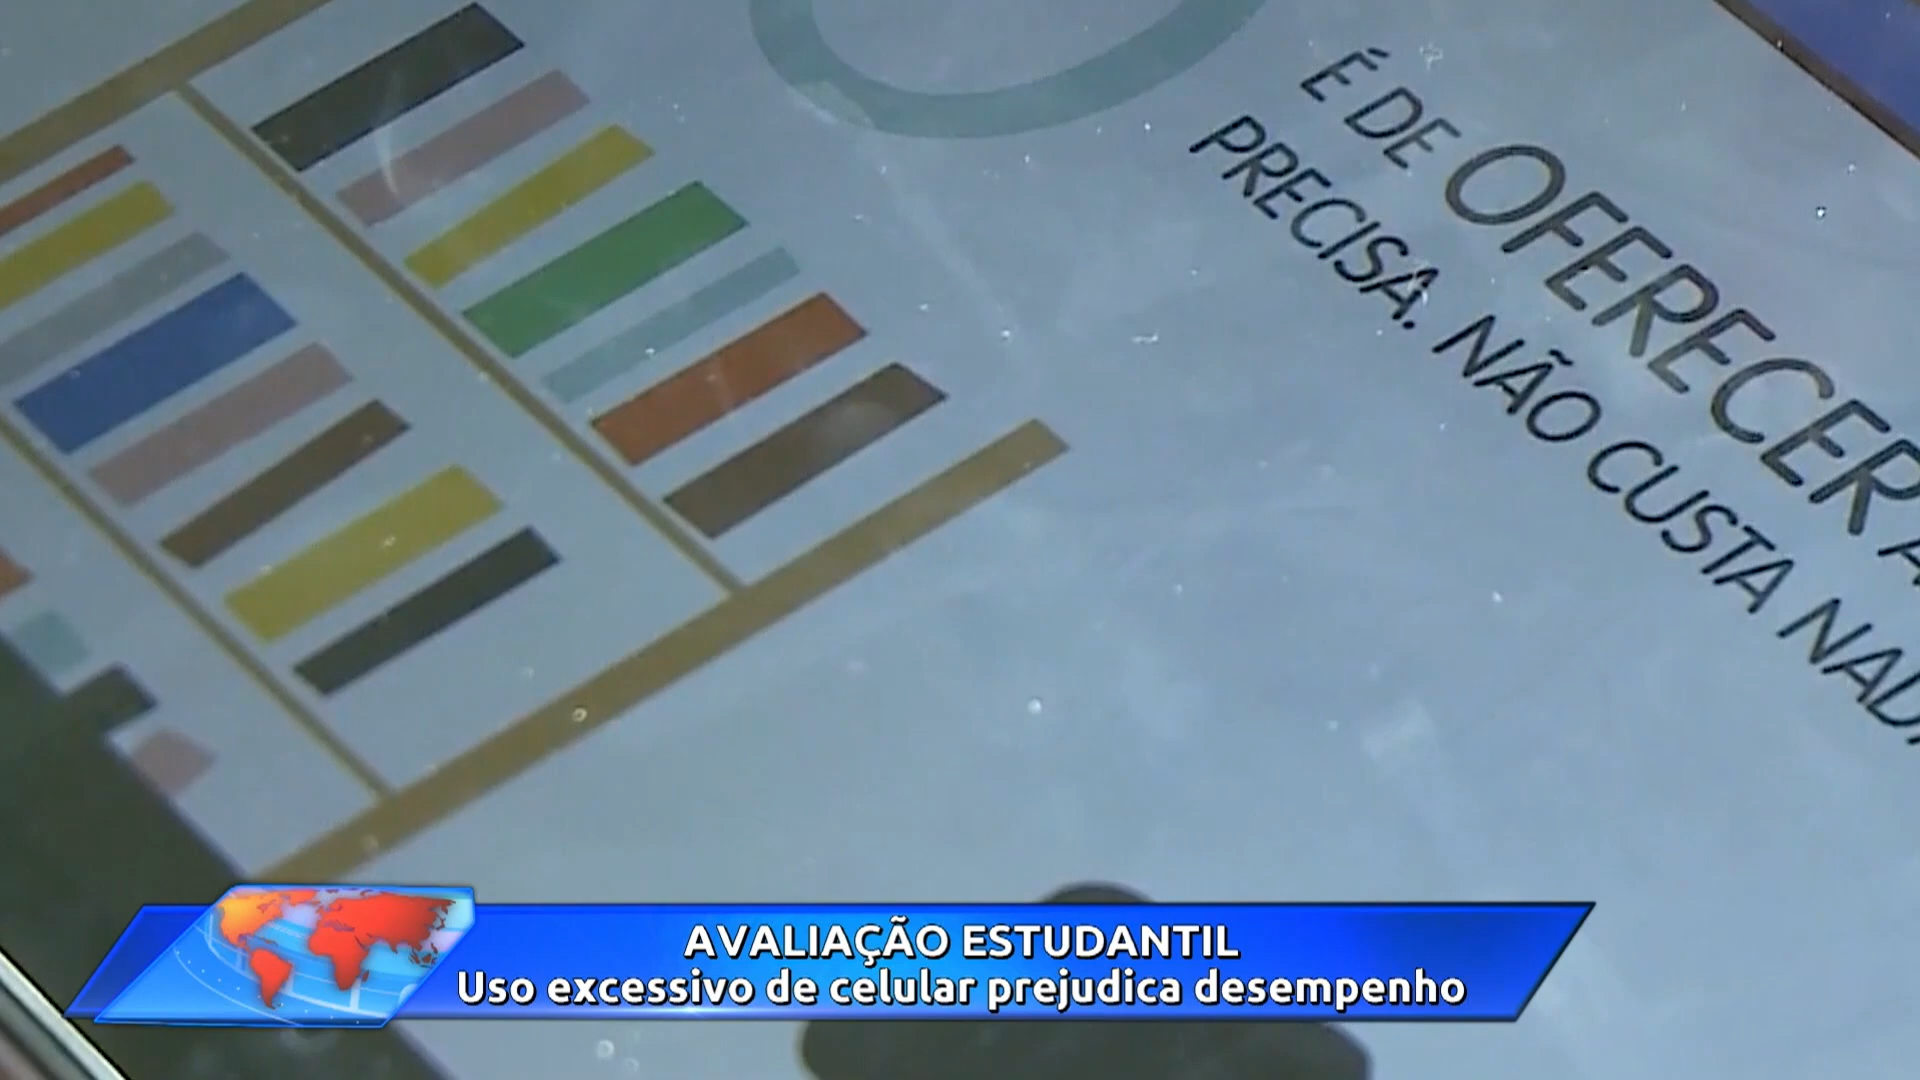 É DE OFERECER
PRECISA. NÃO CUSTA
AVALIAÇÃO ESTUDANTIL
Uso excessivo de celular prejudica desempenho